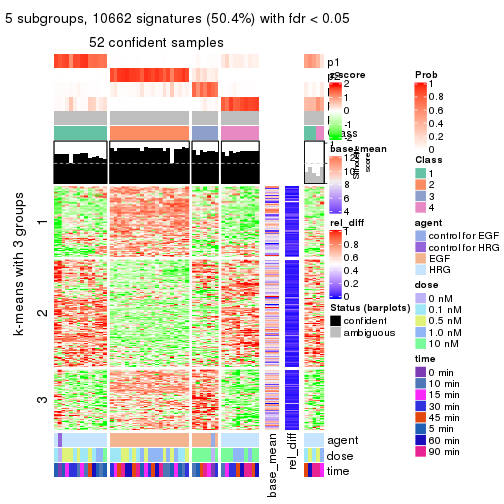 5 subgroups, 10662 signatures (50.4%) with fdr < 0.05
52 confident samples
p1
z-score
2
1
0
-1
-2
base_mean
12
10
8
6
4
rel_diff
1
0.8
0.6
0.4
0.2
0
Status (barplots)
confident
ambiguous
Prob
1
0.8
0.6
0.4
0.2
0
Class
1
2
3
4
agent
control for EGF
control for HRG
EGF
HRG
dose
0 nM
0.1 nM
0.5 nM
1.0 nM
10 nM
time
0 min
10 min
15 min
30 min
45 min
5 min
60 min
90 min
k-means with 3 groups
1
2
3
agent
dose
time
base_mean
rel_diff